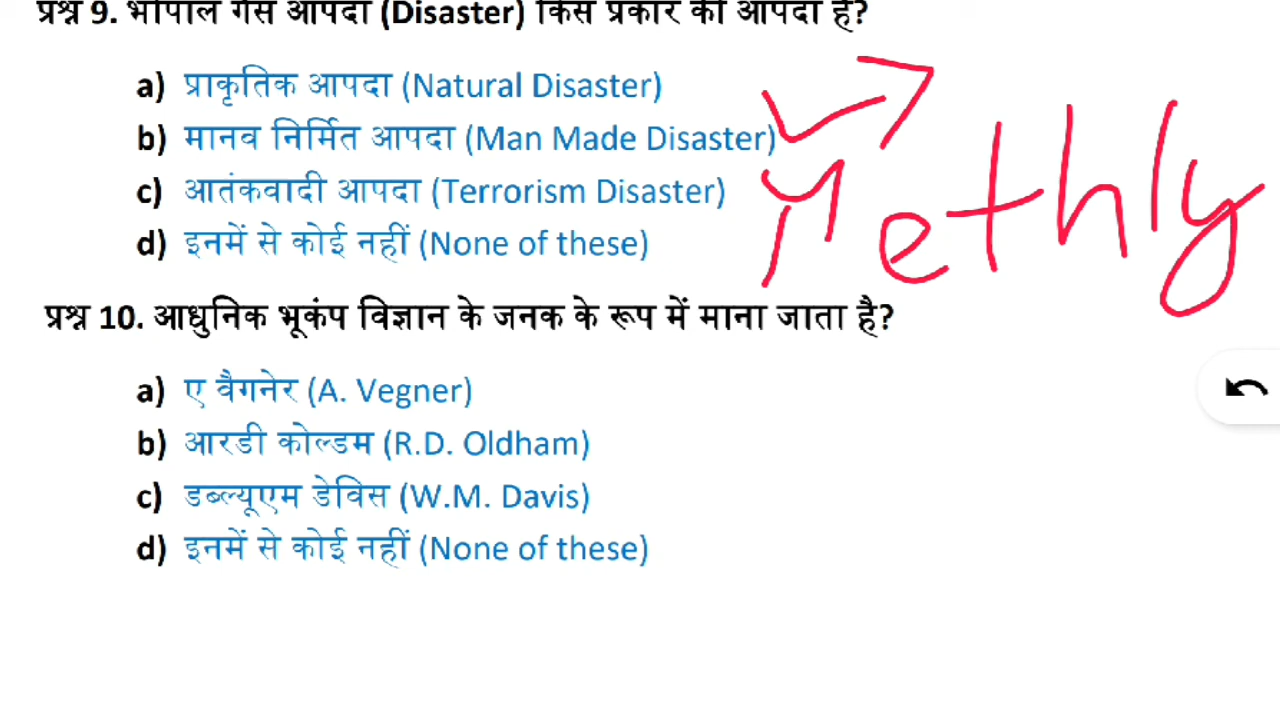 प्रश्न 9. भोपाल गैस आपदा (Disaster) किस प्रकार की आपदा है?
a) प्राकृतिक आपदा (Natural Disaster)
b) मानव निर्मित आपदा (Man Made Disaster)
c) आतंकवादी आपदा (Terrorism Disaster)
d) इनमें से कोई नहीं (None of these)
Methly
प्रश्न 10. आधुनिक भूकंप विज्ञान के जनक के रूप में माना जाता है?
a) ए वैगनेर (A. Vegner)
b) आरडी कोल्डम (R.D. Oldham)
c) डब्ल्यूएम डेविस (W.M. Davis)
d) इनमें से कोई नहीं (None of these)